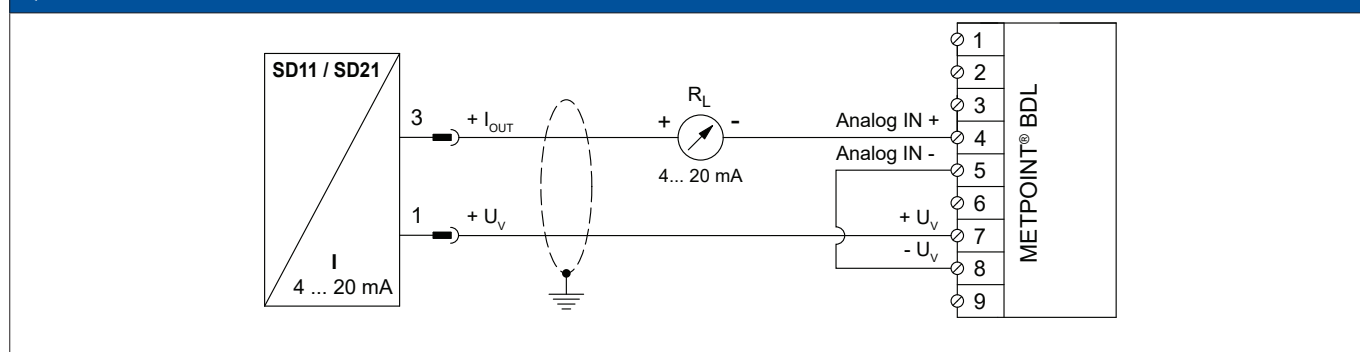 SD11 / SD21
I
4 ... 20 mA
3
+ I_OUT
1
+ U_V
R_L
+
-
4... 20 mA
Analog IN +
Analog IN -
+ U_V
- U_V
1
2
3
4
5
6
7
8
9
METPOINT® BDL